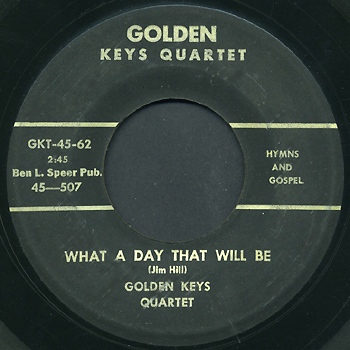 GOLDEN
KEYS QUARTET
GKT-45-62
2:45
Ben L. Speer Pub.
45—507
HYMNS
AND
GOSPEL
WHAT A DAY THAT WILL BE
(Jim Hill)
GOLDEN KEYS
QUARTET